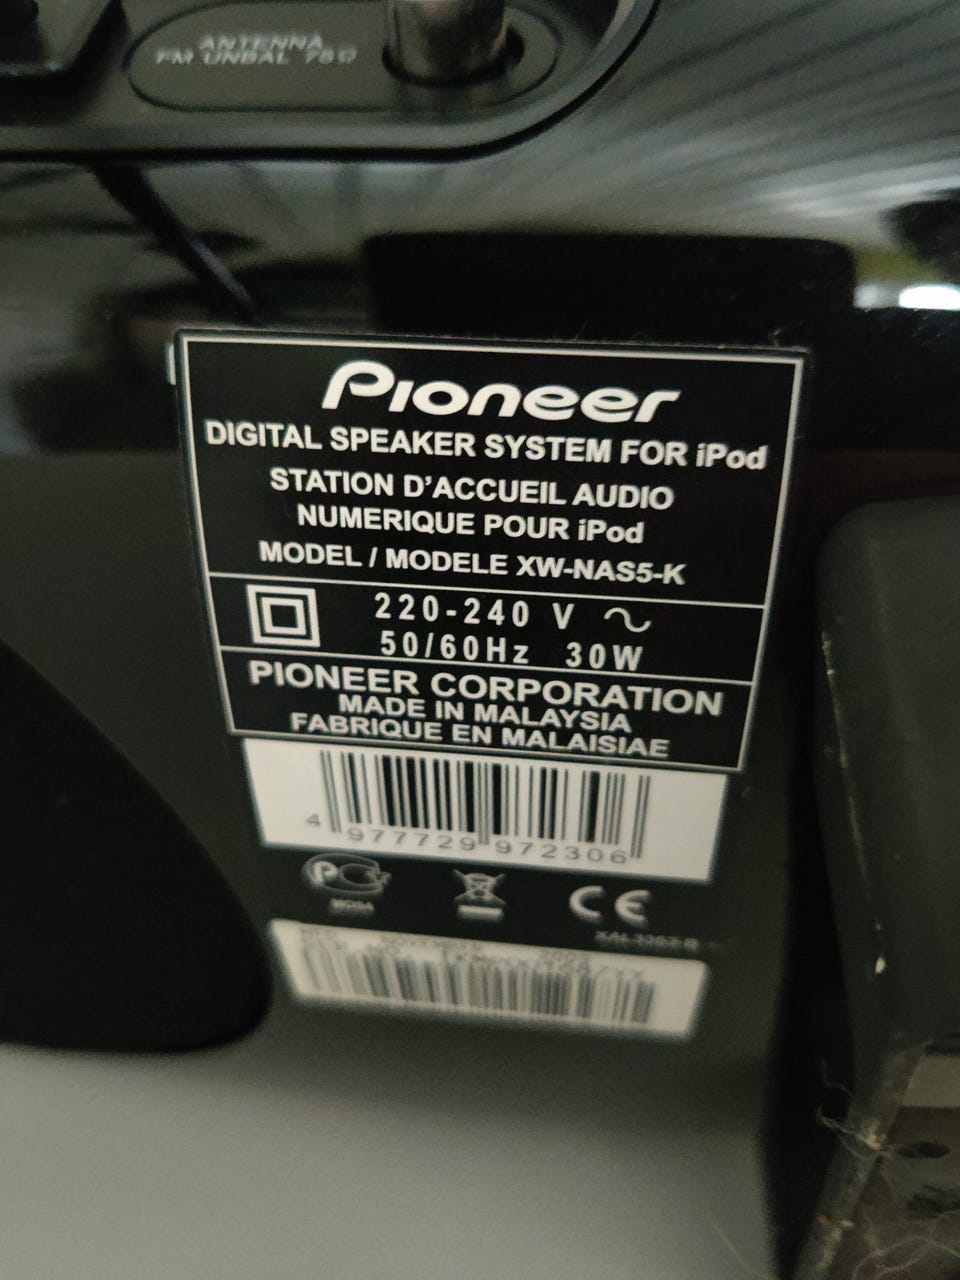 ANTENNA
FM UNBAL 75Ω
Pioneer
DIGITAL SPEAKER SYSTEM FOR iPod
STATION D'ACCUEIL AUDIO
NUMERIQUE POUR iPod
MODEL / MODELE XW-NAS5-K
220-240 V ~
50/60Hz 30W
PIONEER CORPORATION
MADE IN MALAYSIA
FABRIQUE EN MALAISIAE
4 977729 972306
CE